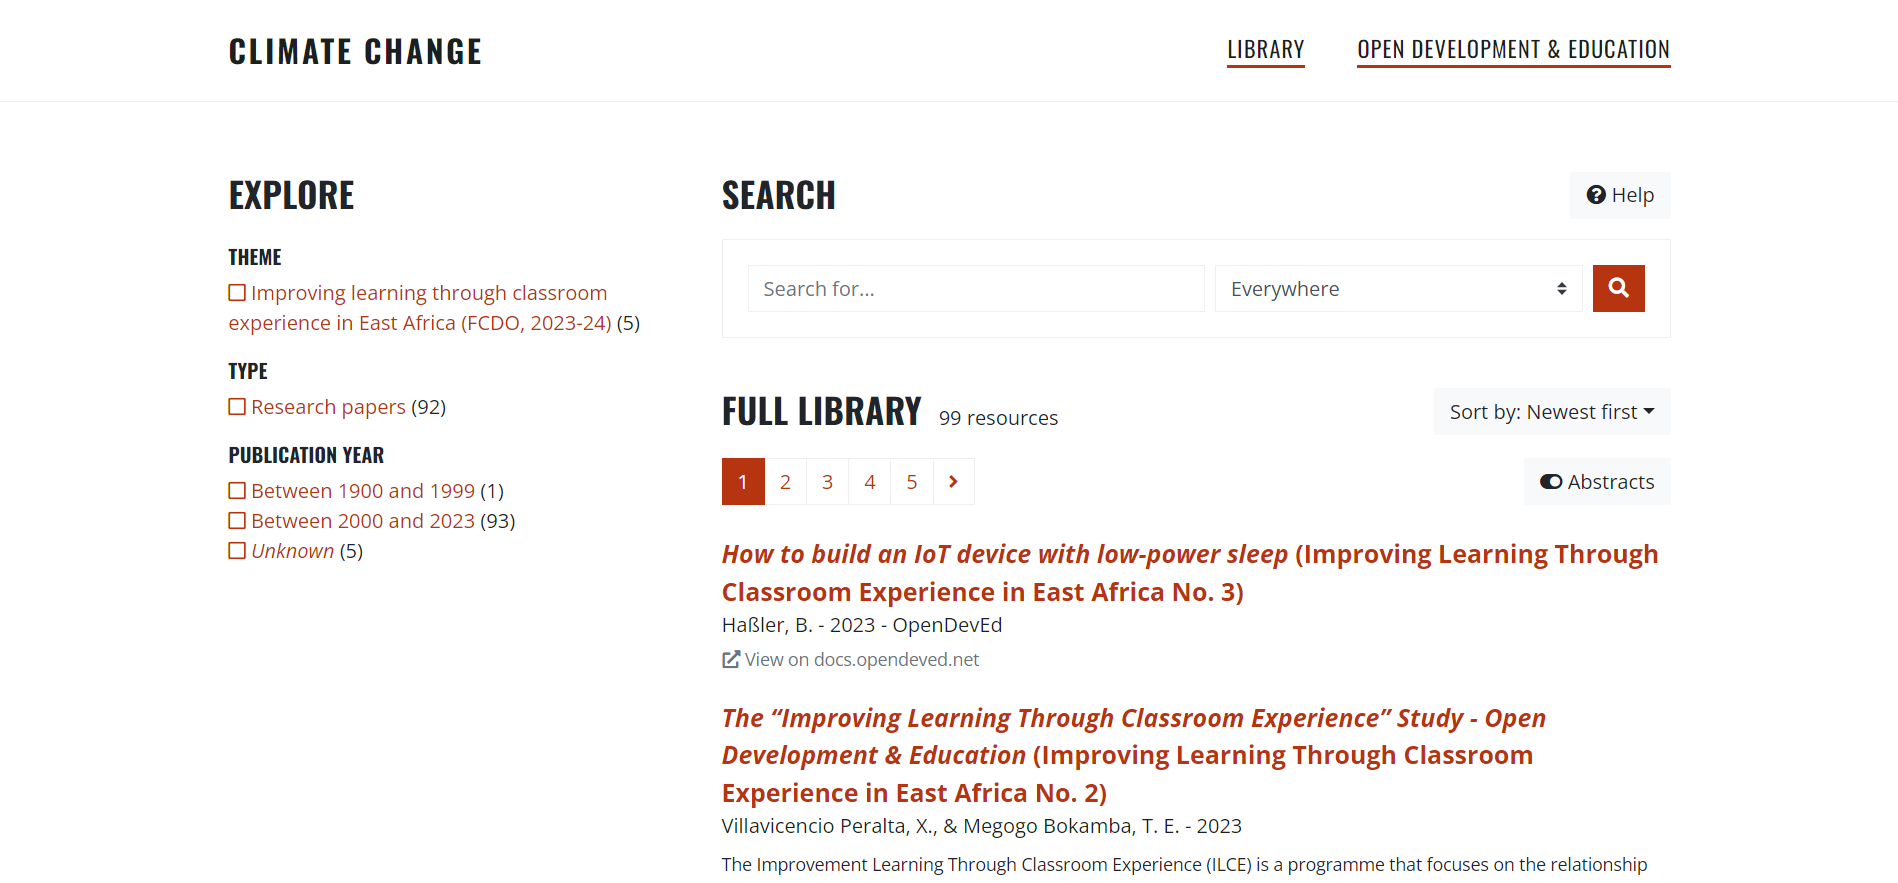 CLIMATE CHANGE
LIBRARY
OPEN DEVELOPMENT & EDUCATION
EXPLORE
THEME
Improving learning through classroom
experience in East Africa (FCDO, 2023-24) (5)
TYPE
Research papers (92)
PUBLICATION YEAR
Between 1900 and 1999 (1)
Between 2000 and 2023 (93)
Unknown (5)
SEARCH
Help
Search for...
Everywhere
FULL LIBRARY 99 resources
Sort by: Newest first
1 2 3 4 5
Abstracts
How to build an IoT device with low-power sleep (Improving Learning Through
Classroom Experience in East Africa No. 3)
Haßler, B. - 2023 - OpenDevEd
View on docs.opendeved.net
The “Improving Learning Through Classroom Experience” Study - Open
Development & Education (Improving Learning Through Classroom
Experience in East Africa No. 2)
Villavicencio Peralta, X., & Megogo Bokamba, T. E. - 2023
The Improvement Learning Through Classroom Experience (ILCE) is a programme that focuses on the relationship